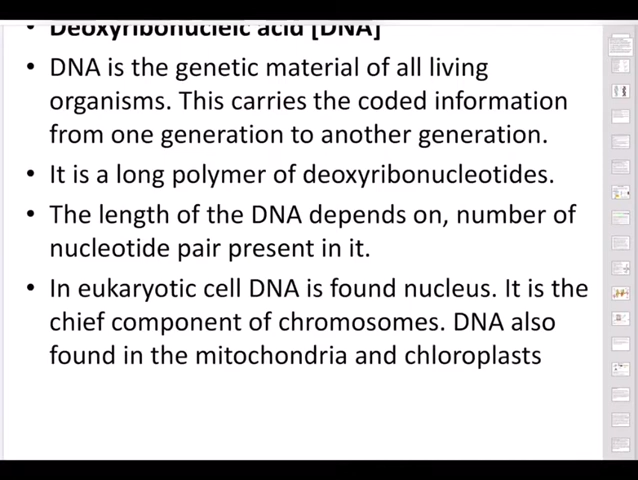 • Deoxyribonucleic acid [DNA]
• DNA is the genetic material of all living
organisms. This carries the coded information
from one generation to another generation.
• It is a long polymer of deoxyribonucleotides.
• The length of the DNA depends on, number of
nucleotide pair present in it.
• In eukaryotic cell DNA is found nucleus. It is the
chief component of chromosomes. DNA also
found in the mitochondria and chloroplasts